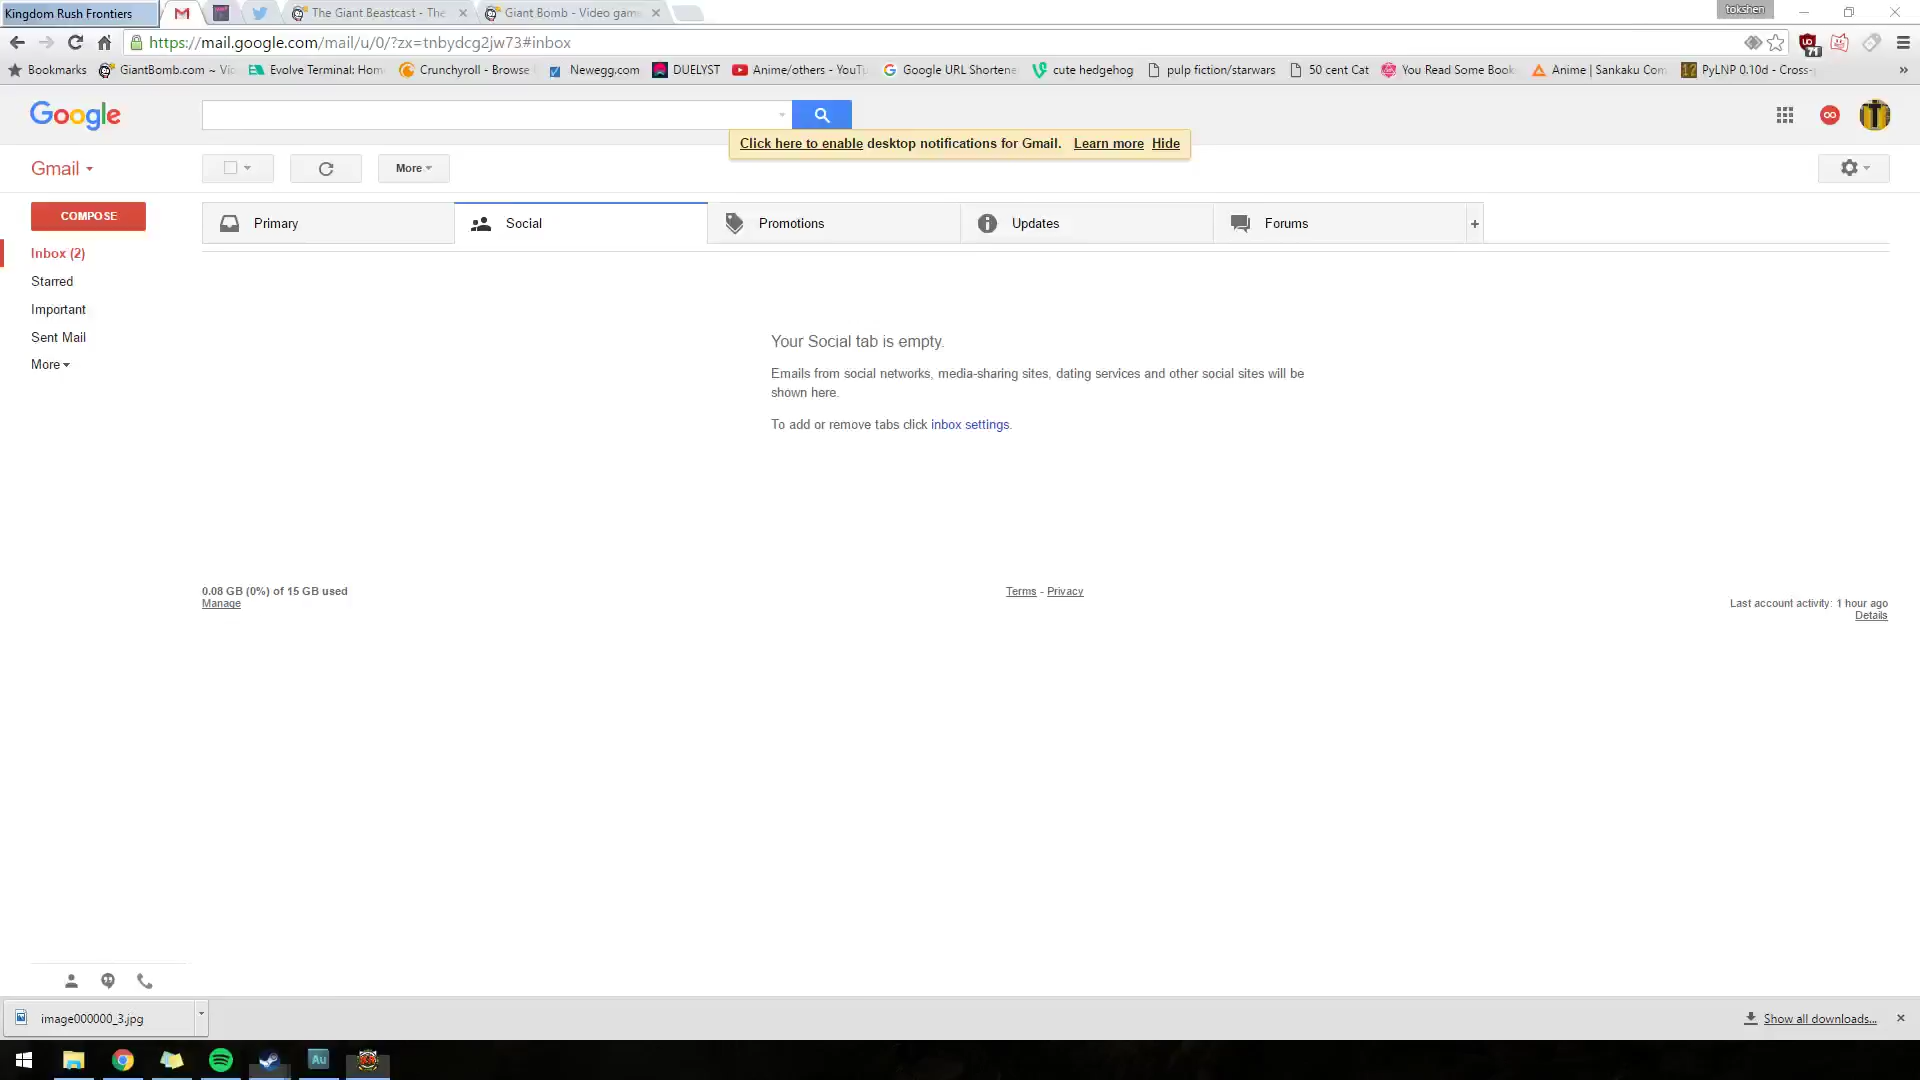 Kingdom Rush Frontiers
The Giant Beastcast - The
Giant Bomb - Video gam
tokshen
https://mail.google.com/mail/u/0/?zx=tnbydcg2jw73#inbox
Bookmarks
GiantBomb.com ~ Vi
Evolve Terminal: Hom
Crunchyroll - Browse
Newegg.com
DUELYST
Anime/others - YouTu
Google URL Shortene
cute hedgehog
pulp fiction/starwars
50 cent Cat
You Read Some Book
Anime | Sankaku Com
PyLNP 0.10d - Cross-
»
Google
Click here to enable desktop notifications for Gmail. Learn more Hide
Gmail
More
COMPOSE
Primary
Social
Promotions
Updates
Forums
+
Inbox (2)
Starred
Important
Sent Mail
More
Your Social tab is empty.
Emails from social networks, media-sharing sites, dating services and other social sites will be
shown here.
To add or remove tabs click inbox settings.
0.08 GB (0%) of 15 GB used
Manage
Terms - Privacy
Last account activity: 1 hour ago
Details
image000000_3.jpg
Show all downloads...
Au